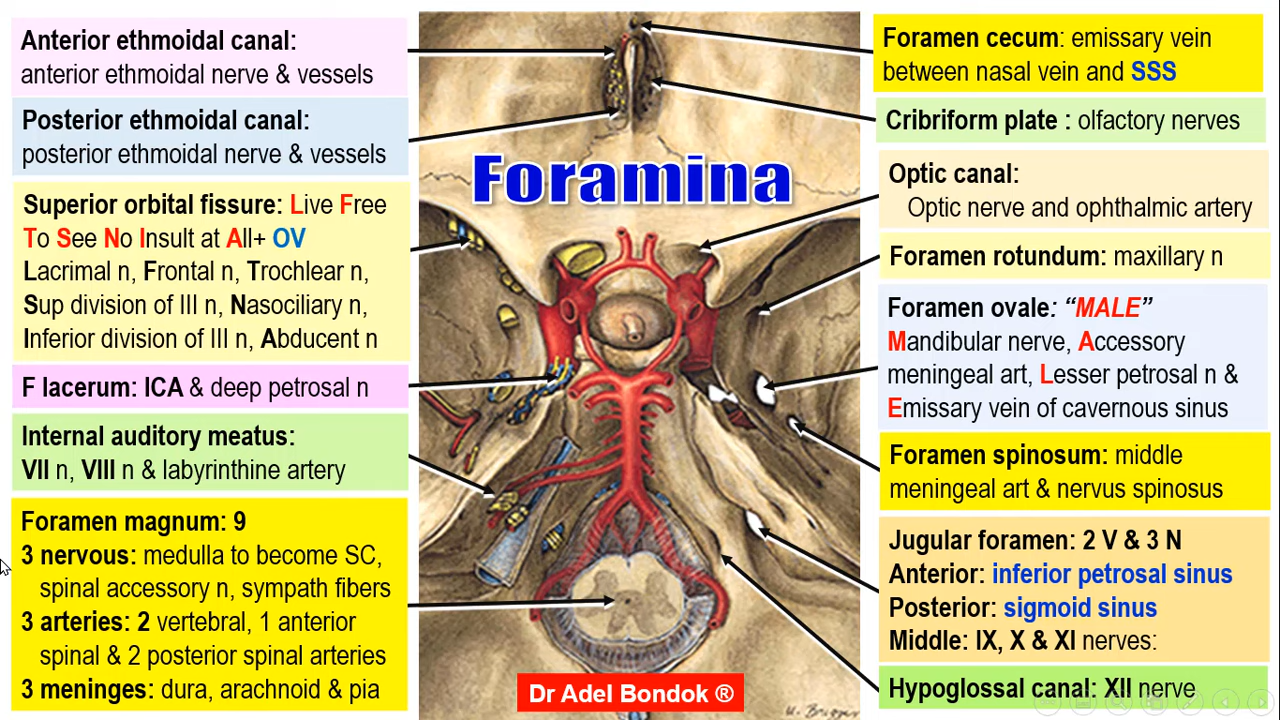 Anterior ethmoidal canal:
anterior ethmoidal nerve & vessels
Posterior ethmoidal canal:
posterior ethmoidal nerve & vessels
Superior orbital fissure: Live Free
To See No Insult at All+ OV
Lacrimal n, Frontal n, Trochlear n,
Sup division of III n, Nasociliary n,
Inferior division of III n, Abducent n
F lacerum: ICA & deep petrosal n
Internal auditory meatus:
VII n, VIII n & labyrinthine artery
Foramen magnum: 9
3 nervous: medulla to become SC,
spinal accessory n, sympath fibers
3 arteries: 2 vertebral, 1 anterior
spinal & 2 posterior spinal arteries
3 meninges: dura, arachnoid & pia
Foramina
Dr Adel Bondok ®
Foramen cecum: emissary vein
between nasal vein and SSS
Cribriform plate : olfactory nerves
Optic canal:
Optic nerve and ophthalmic artery
Foramen rotundum: maxillary n
Foramen ovale: “MALE”
Mandibular nerve, Accessory
meningeal art, Lesser petrosal n &
Emissary vein of cavernous sinus
Foramen spinosum: middle
meningeal art & nervus spinosus
Jugular foramen: 2 V & 3 N
Anterior: inferior petrosal sinus
Posterior: sigmoid sinus
Middle: IX, X & XI nerves:
Hypoglossal canal: XII nerve